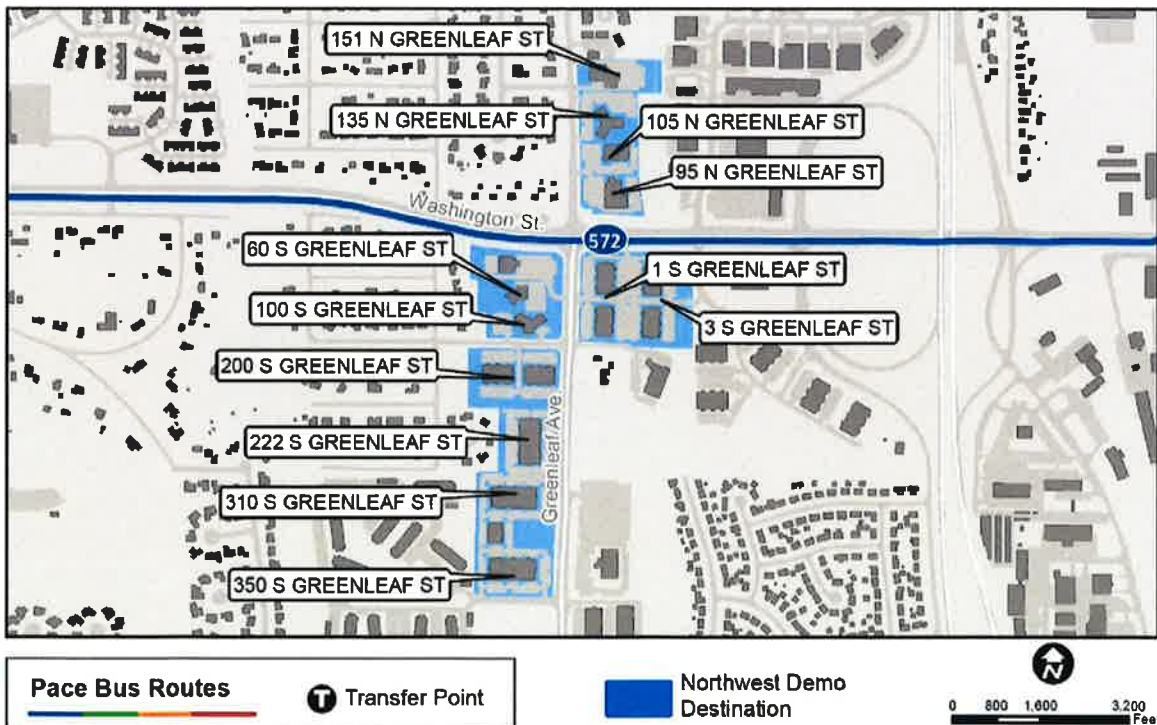 151 N GREENLEAF ST
135 N GREENLEAF ST
105 N GREENLEAF ST
95 N GREENLEAF ST
Washington St.
572
60 S GREENLEAF ST
1 S GREENLEAF ST
100 S GREENLEAF ST
3 S GREENLEAF ST
200 S GREENLEAF ST
Greenleaf Ave.
222 S GREENLEAF ST
310 S GREENLEAF ST
350 S GREENLEAF ST
Pace Bus Routes
T Transfer Point
Northwest Demo
Destination
N
0 800 1,600 3,200
Fee